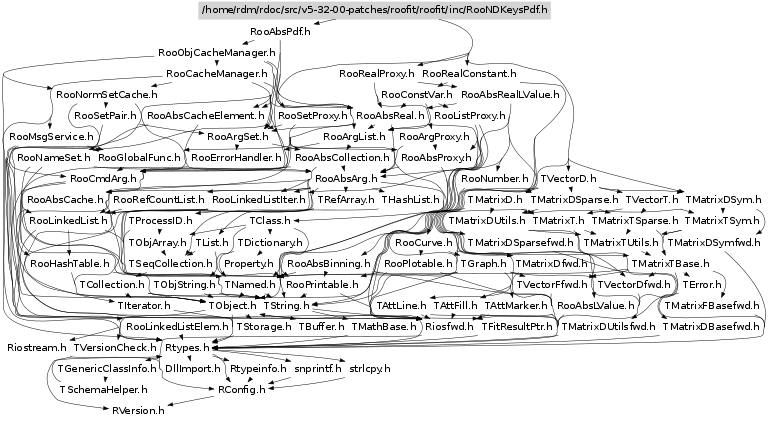 /home/rdm/rdoc/src/v5-32-00-patches/roofit/roofit/inc/RooNDKeysPdf.h
RooAbsPdf.h
RooObjCacheManager.h
RooCacheManager.h RooRealProxy.h RooRealConstant.h
RooNormSetCache.h RooConstVar.h RooAbsRealLValue.h
RooSetPair.h RooAbsCacheElement.h RooSetProxy.h RooAbsReal.h RooListProxy.h
RooMsgService.h RooArgSet.h RooArgList.h RooArgProxy.h
RooNameSet.h RooGlobalFunc.h RooErrorHandler.h RooAbsCollection.h RooAbsProxy.h
RooCmdArg.h RooAbsArg.h RooNumber.h TVectorD.h
RooAbsCache.h RooRefCountList.h RooLinkedListIter.h TRefArray.h THashList.h TMatrixD.h TMatrixDSparse.h TVectorT.h TMatrixDSym.h
RooLinkedList.h TProcessID.h TClass.h TMatrixDUtils.h TMatrixT.h TMatrixTSparse.h TMatrixTSym.h
TObjArray.h TList.h TDictionary.h RooCurve.h TMatrixDSparsefwd.h TMatrixTUtils.h TMatrixDSymfwd.h
RooHashTable.h TSeqCollection.h Property.h RooAbsBinning.h RooPlotable.h TGraph.h TMatrixDfwd.h TMatrixTBase.h
TCollection.h TObjString.h TNamed.h RooPrintable.h TVectorFfwd.h TVectorDfwd.h TError.h
TIterator.h TObject.h TString.h TAttLine.h TAttFill.h TAttMarker.h RooAbsLValue.h TMatrixFBasefwd.h
RooLinkedListElem.h TStorage.h TBuffer.h TMathBase.h Riosfwd.h TFitResultPtr.h TMatrixDUtilsfwd.h TMatrixDBasefwd.h
Riostream.h TVersionCheck.h Rtypes.h
TGenericClassInfo.h DllImport.h Rtypeinfo.h snprintf.h strlcpy.h
TSchemaHelper.h RConfig.h
RVersion.h